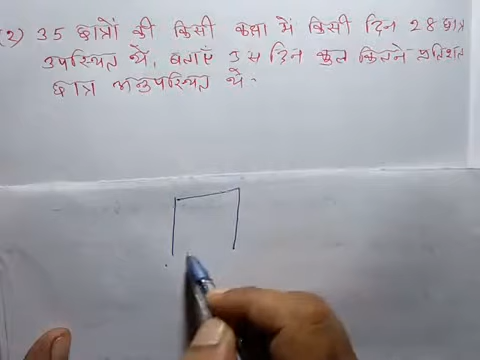 (2) 35 छात्रों की किसी कक्षा में किसी दिन 28 छात्र
उपस्थित थे, बताएँ उस दिन कुल कितने प्रतिशत
छात्र अनुपस्थित थे.